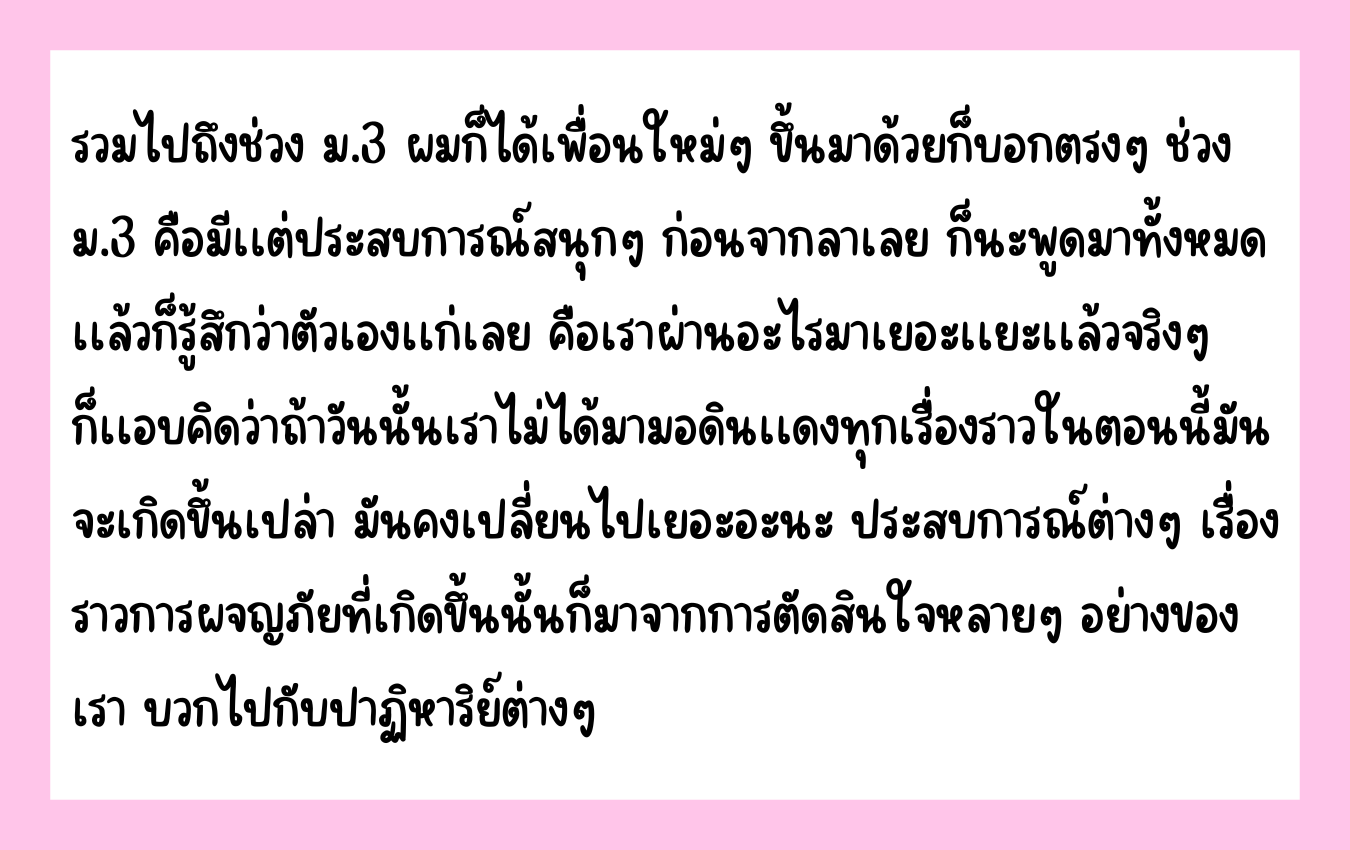 รวมไปถึงช่วง ม.3 ผมก็ได้เพื่อนใหม่ๆ ขึ้นมาด้วยก็บอกตรงๆ ช่วง
ม.3 คือมีแต่ประสบการณ์สนุกๆ ก่อนจากลาเลย ก็นะพูดมาทั้งหมด
แล้วก็รู้สึกว่าตัวเองแก่เลย คือเราผ่านอะไรมาเยอะแยะแล้วจริงๆ
ก็แอบคิดว่าถ้าวันนั้นเราไม่ได้มามอดินแดงทุกเรื่องราวในตอนนี้มัน
จะเกิดขึ้นเปล่า มันคงเปลี่ยนไปเยอะอะนะ ประสบการณ์ต่างๆ เรื่อง
ราวการผจญภัยที่เกิดขึ้นนั้นก็มาจากการตัดสินใจหลายๆ อย่างของ
เรา บวกไปกับปาฏิหาริย์ต่างๆ